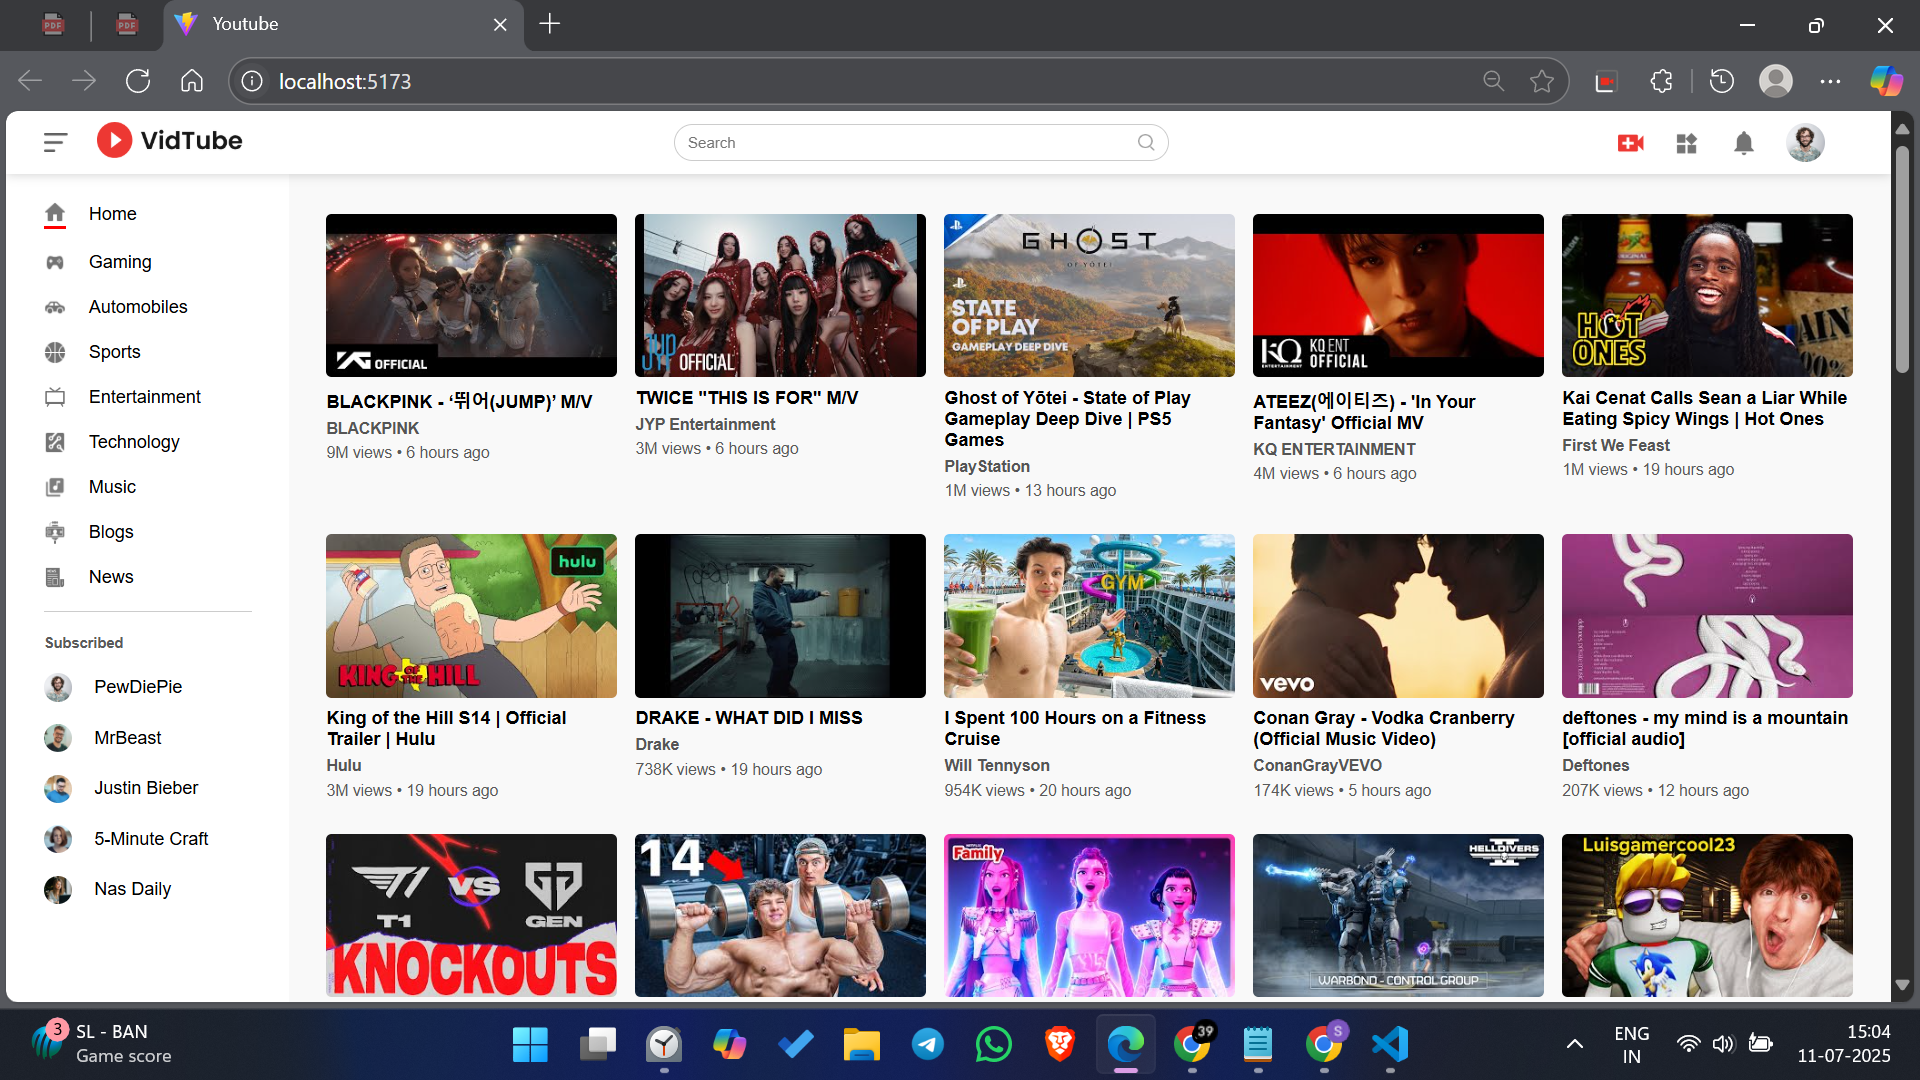 PDF
PDF
Youtube
localhost:5173
VidTube
Search
Home
Gaming
Automobiles
Sports
Entertainment
Technology
Music
Blogs
News
Subscribed
PewDiePie
MrBeast
Justin Bieber
5-Minute Craft
Nas Daily
YG OFFICIAL
BLACKPINK - ‘뛰어(JUMP)’ M/V
BLACKPINK
9M views • 6 hours ago
JYP OFFICIAL
TWICE "THIS IS FOR" M/V
JYP Entertainment
3M views • 6 hours ago
GHOST
OF YŌTEI
STATE
OF PLAY
GAMEPLAY DEEP DIVE
Ghost of Yōtei - State of Play
Gameplay Deep Dive | PS5
Games
PlayStation
1M views • 13 hours ago
KQ ENTERTAINMENT
KQ ENT
OFFICIAL
ATEEZ(에이티즈) - 'In Your
Fantasy' Official MV
KQ ENTERTAINMENT
4M views • 6 hours ago
HOT
ONES
Kai Cenat Calls Sean a Liar While
Eating Spicy Wings | Hot Ones
First We Feast
1M views • 19 hours ago
hulu
KING OF THE HILL
King of the Hill S14 | Official
Trailer | Hulu
Hulu
3M views • 19 hours ago
DRAKE - WHAT DID I MISS
Drake
738K views • 19 hours ago
GYM
I Spent 100 Hours on a Fitness
Cruise
Will Tennyson
954K views • 20 hours ago
vevo
Conan Gray - Vodka Cranberry
(Official Music Video)
ConanGrayVEVO
174K views • 5 hours ago
deftones - my mind is a mountain
[official audio]
Deftones
207K views • 12 hours ago
T1
VS
GEN
KNOCKOUTS
14
Family
HELLDIVERS
II
WARBOND - CONTROL GROUP
Luisgamercool23
3
SL - BAN
Game score
39
S
ENG
IN
15:04
11-07-2025